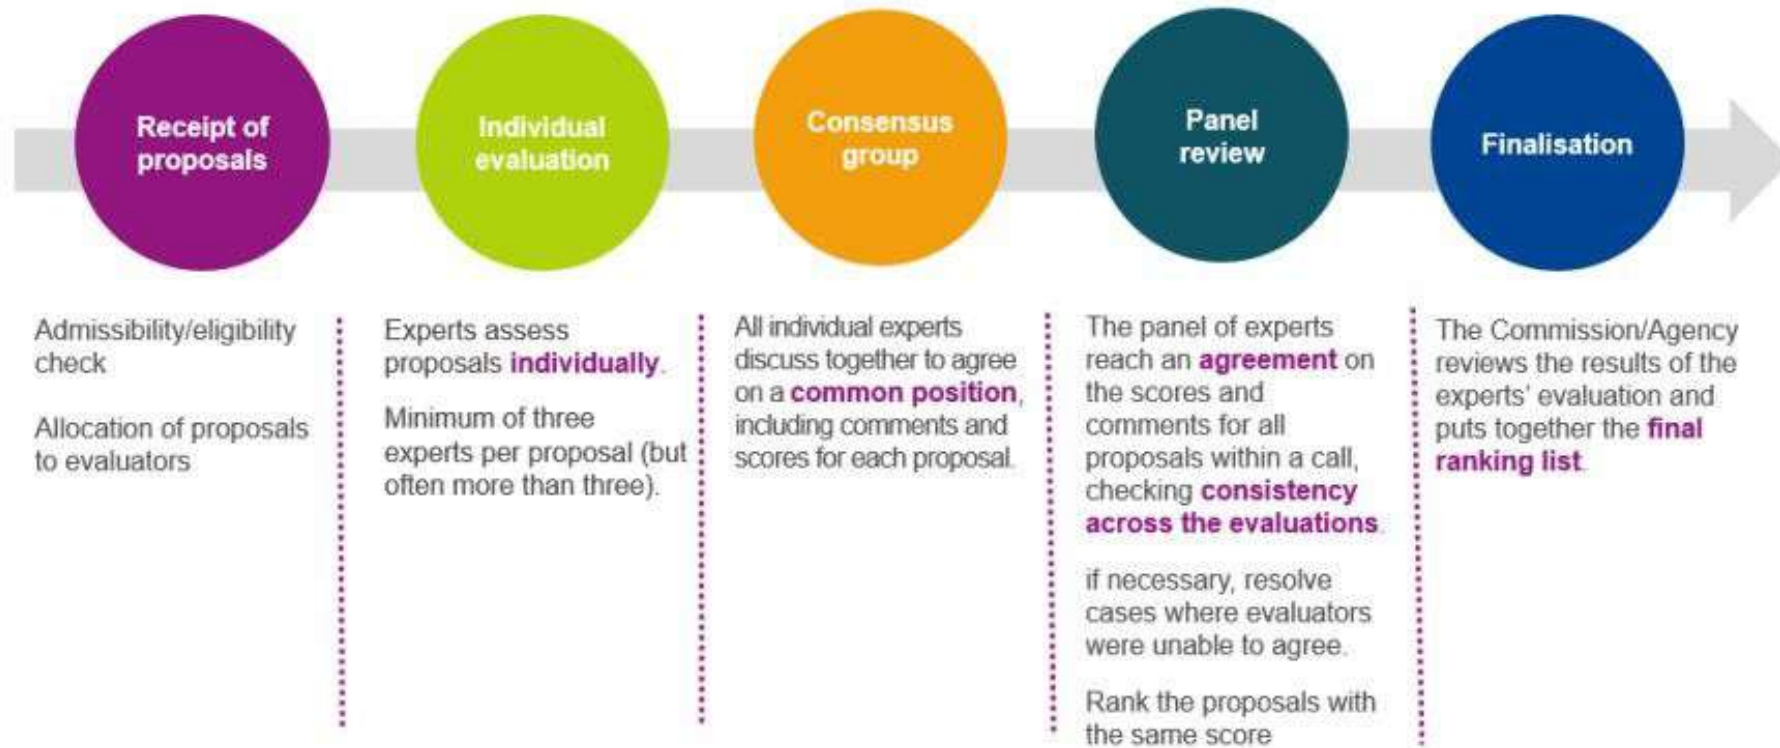 Receipt of
proposals
Individual
evaluation
Consensus
group
Panel
review
Finalisation
Admissibility/eligibility
check
Allocation of proposals
to evaluators
Experts assess
proposals individually.
Minimum of three
experts per proposal (but
often more than three).
All individual experts
discuss together to agree
on a common position,
including comments and
scores for each proposal.
The panel of experts
reach an agreement on
the scores and
comments for all
proposals within a call,
checking consistency
across the evaluations.
if necessary, resolve
cases where evaluators
were unable to agree.
Rank the proposals with
the same score
The Commission/Agency
reviews the results of the
experts' evaluation and
puts together the final
ranking list.